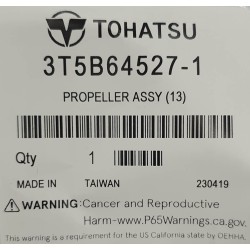 TOHATSU
3T5B64527-1
PROPELLER ASSY (13)
Qty 1
MADE IN TAIWAN 230419
WARNING: Cancer and Reproductive
Harm-www.P65Warnings.ca.gov.
This warning is for the requirement of US California state by OEHHA.